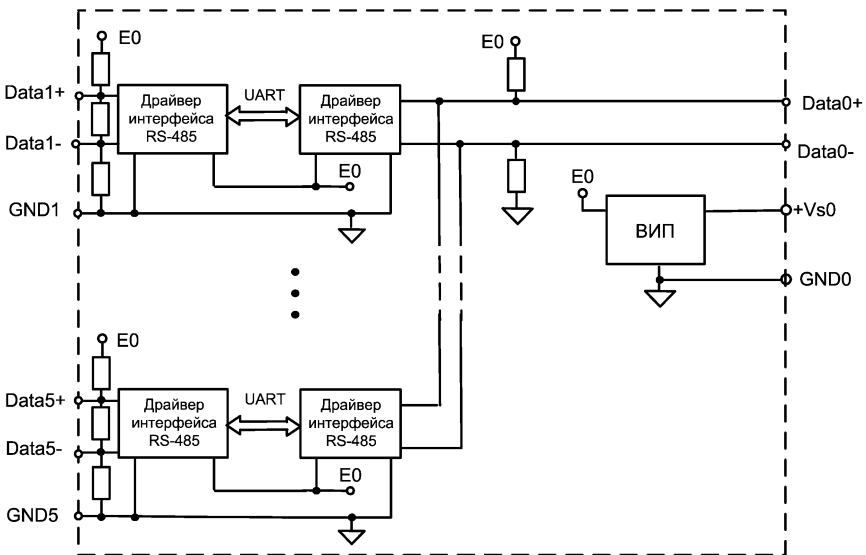 E0
Data1+
Драйвер
интерфейса
RS-485
UART
Драйвер
интерфейса
RS-485
E0
Data0+
Data1-
Data0-
E0
E0
GND1
ВИП
+Vs0
GND0
E0
Data5+
Драйвер
интерфейса
RS-485
UART
Драйвер
интерфейса
RS-485
Data5-
E0
GND5